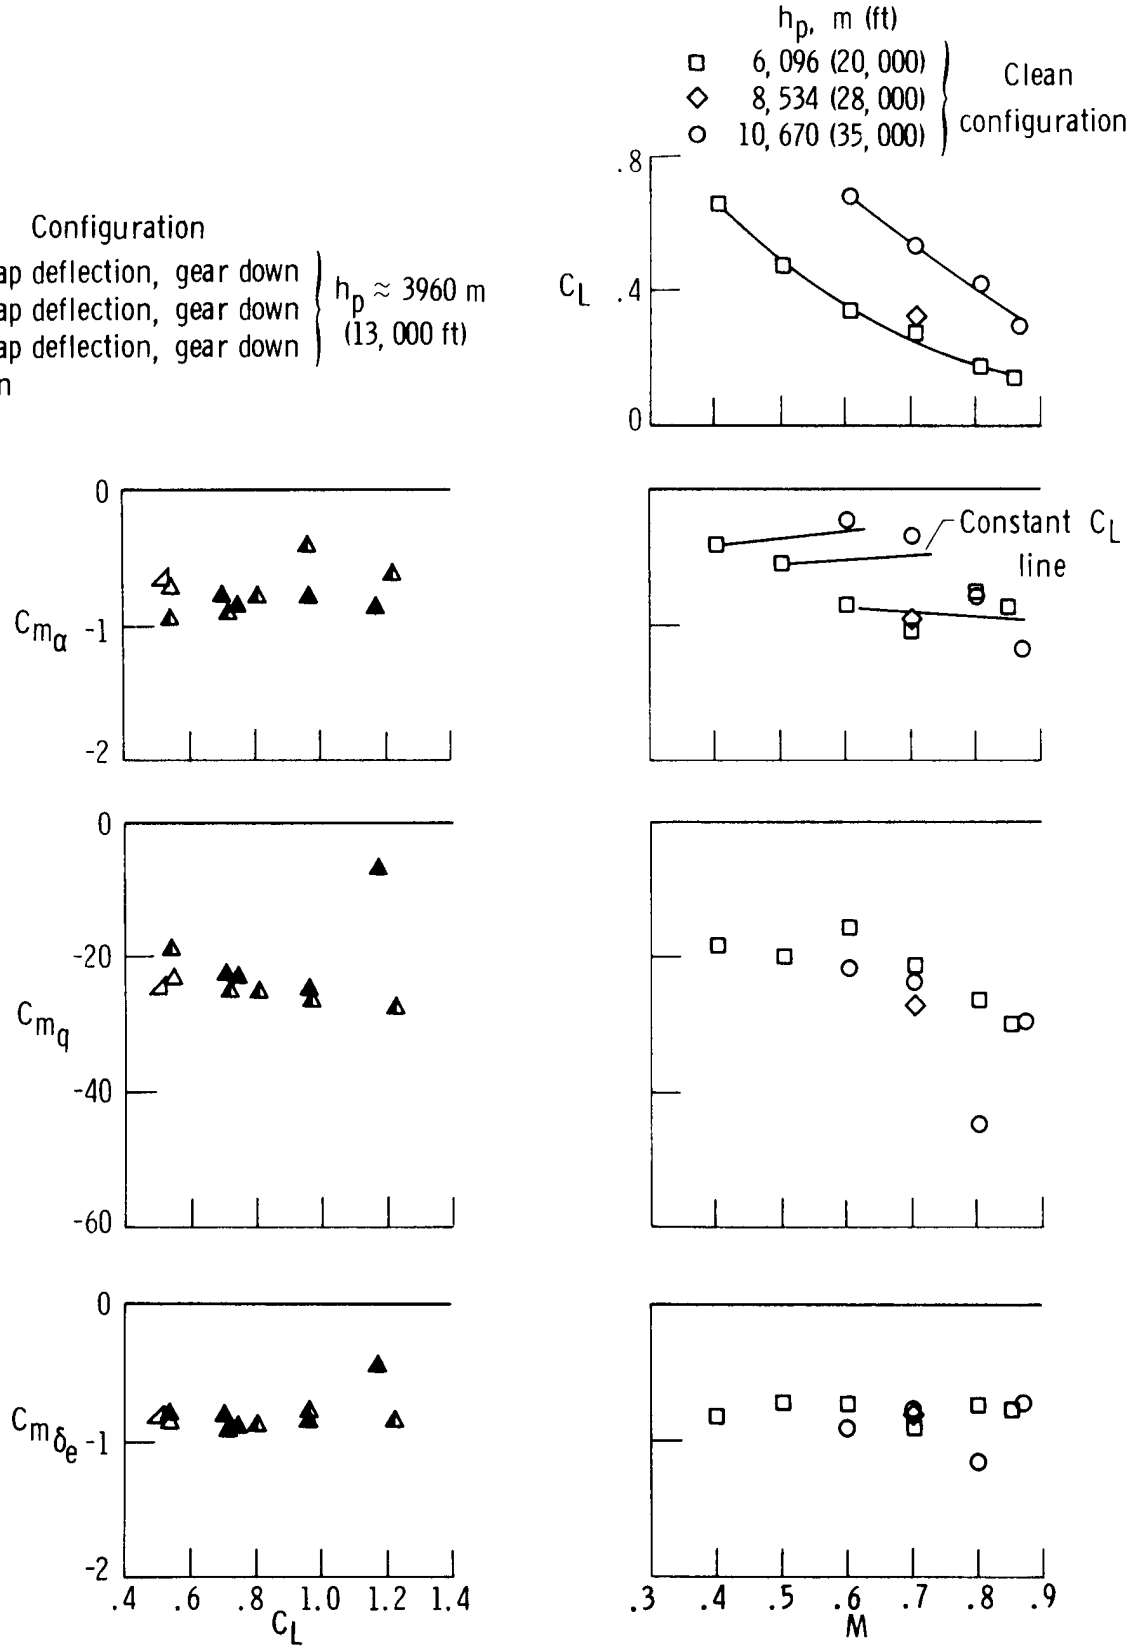 h_p, m (ft)
6,096 (20,000)
8,534 (28,000)
10,670 (35,000)
Clean
configuration
Configuration
ap deflection, gear down
ap deflection, gear down
ap deflection, gear down
n
h_p ≈ 3960 m
(13,000 ft)
.8
C_L .4
0
0
C_mα -1
-2
Constant C_L
line
0
-20
C_mq
-40
-60
0
C_mδe -1
-2
.4 .6 .8 1.0 1.2 1.4
C_L
.3 .4 .5 .6 .7 .8 .9
M